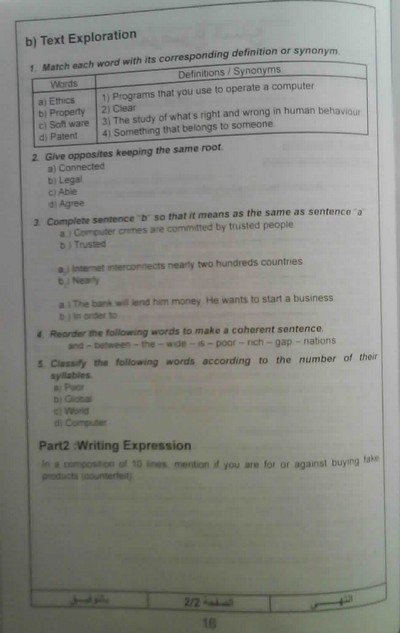 b) Text Exploration
1. Match each word with its corresponding definition or synonym.
Words
Definitions / Synonyms
a) Ethics
b) Property
c) Soft ware
d) Patent
1) Programs that you use to operate a computer
2) Clear
3) The study of what's right and wrong in human behaviour
4) Something that belongs to someone
2. Give opposites keeping the same root.
a) Connected
b) Legal
c) Able
d) Agree
3. Complete sentence "b" so that it means as the same as sentence "a"
a.) Computer crimes are committed by trusted people
b.) Trusted
a.) Internet interconnects nearly two hundreds countries
b.) Nearly
a.) The bank will lend him money. He wants to start a business
b.) In order to
4. Reorder the following words to make a coherent sentence.
and – between – the – wide – is – poor – rich – gap – nations
5. Classify the following words according to the number of their
syllables.
a) Poor
b) Global
c) World
d) Computer
Part2 :Writing Expression
In a composition of 10 lines, mention if you are for or against buying fake
products (counterfeit)
بالتوفيق
الصفحة 2/2
انتهى
16